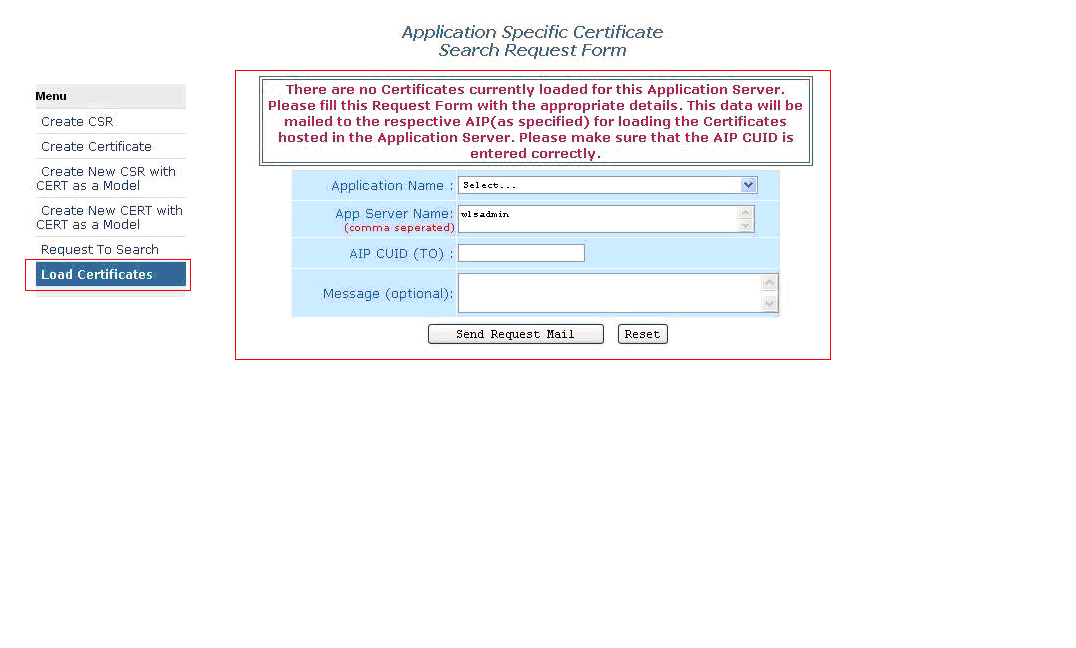 Application Specific Certificate
Search Request Form
Menu
Create CSR
Create Certificate
Create New CSR with
CERT as a Model
Create New CERT with
CERT as a Model
Request To Search
Load Certificates
There are no Certificates currently loaded for this Application Server.
Please fill this Request Form with the appropriate details. This data will be
mailed to the respective AIP(as specified) for loading the Certificates
hosted in the Application Server. Please make sure that the AIP CUID is
entered correctly.
Application Name : Select...
App Server Name: wlsadmin
(comma seperated)
AIP CUID (TO) :
Message (optional):
Send Request Mail Reset